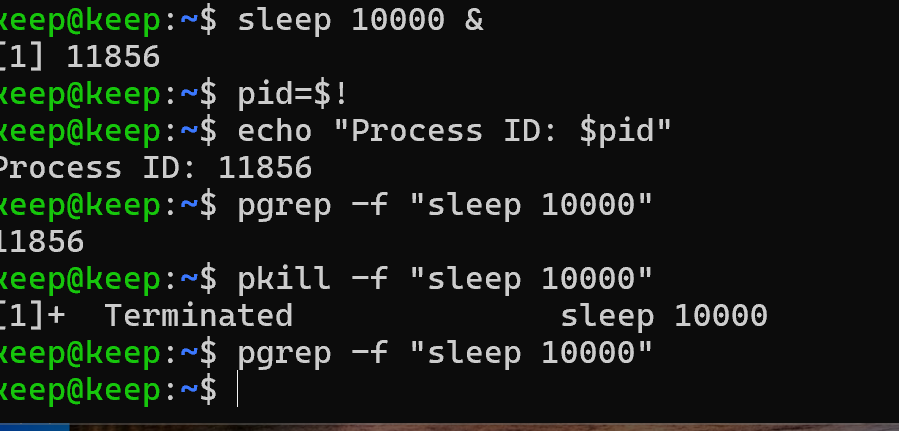 keep@keep:~$ sleep 10000 &
[1] 11856
keep@keep:~$ pid=$!
keep@keep:~$ echo "Process ID: $pid"
Process ID: 11856
keep@keep:~$ pgrep -f "sleep 10000"
11856
keep@keep:~$ pkill -f "sleep 10000"
[1]+  Terminated              sleep 10000
keep@keep:~$ pgrep -f "sleep 10000"
keep@keep:~$